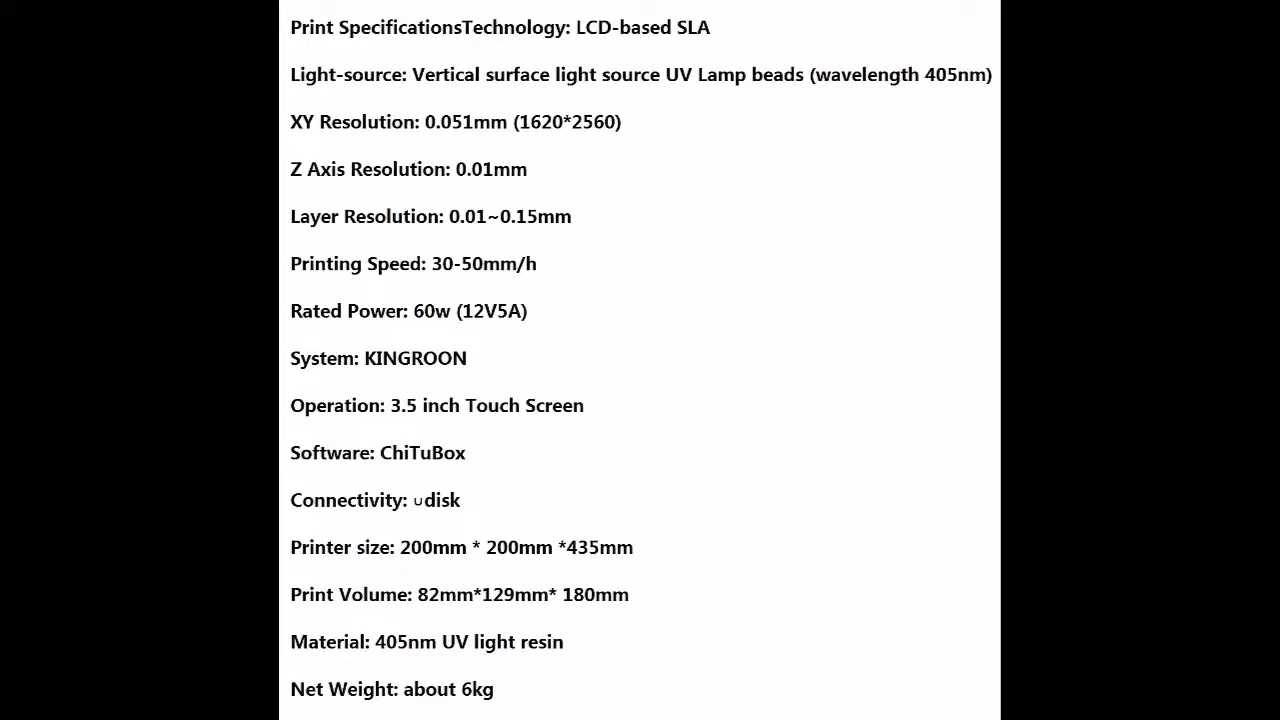 Print SpecificationsTechnology: LCD-based SLA
Light-source: Vertical surface light source UV Lamp beads (wavelength 405nm)
XY Resolution: 0.051mm (1620*2560)
Z Axis Resolution: 0.01mm
Layer Resolution: 0.01~0.15mm
Printing Speed: 30-50mm/h
Rated Power: 60w (12V5A)
System: KINGROON
Operation: 3.5 inch Touch Screen
Software: ChiTuBox
Connectivity: ∪disk
Printer size: 200mm * 200mm *435mm
Print Volume: 82mm*129mm* 180mm
Material: 405nm UV light resin
Net Weight: about 6kg